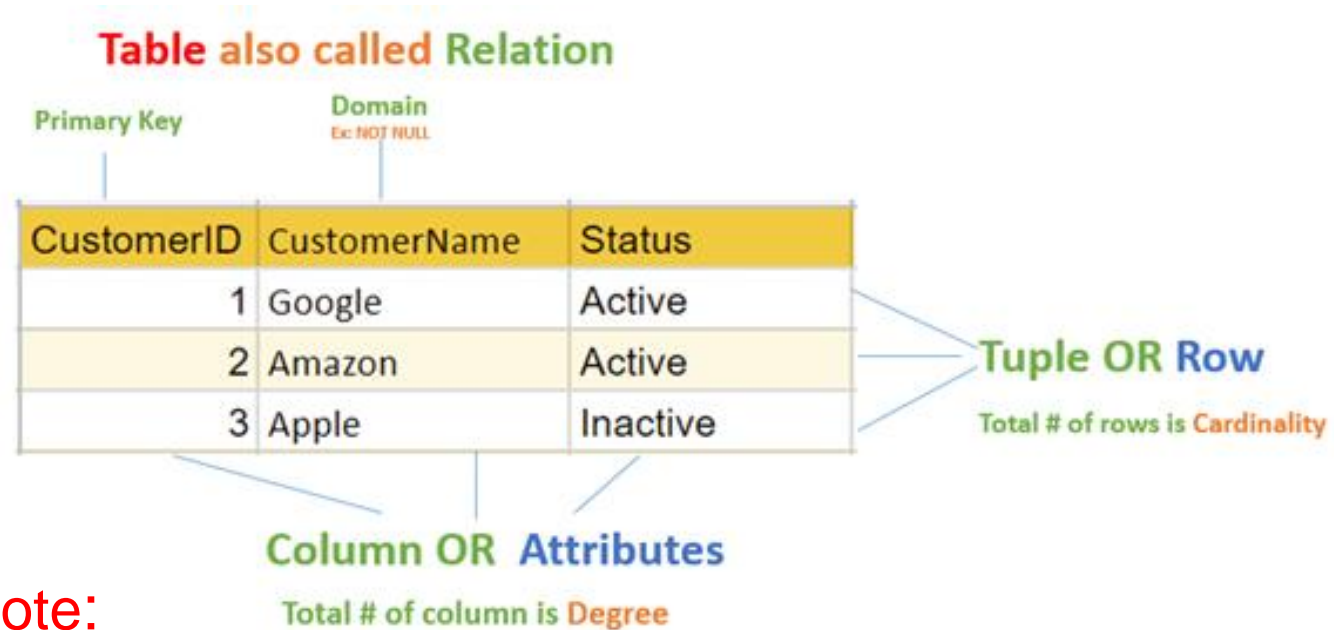 Table also called Relation
Primary Key
Domain
Ex: NOT NULL
CustomerID CustomerName Status
1 Google Active
2 Amazon Active
3 Apple Inactive
Tuple OR Row
Total # of rows is Cardinality
Column OR Attributes
Total # of column is Degree
ote: